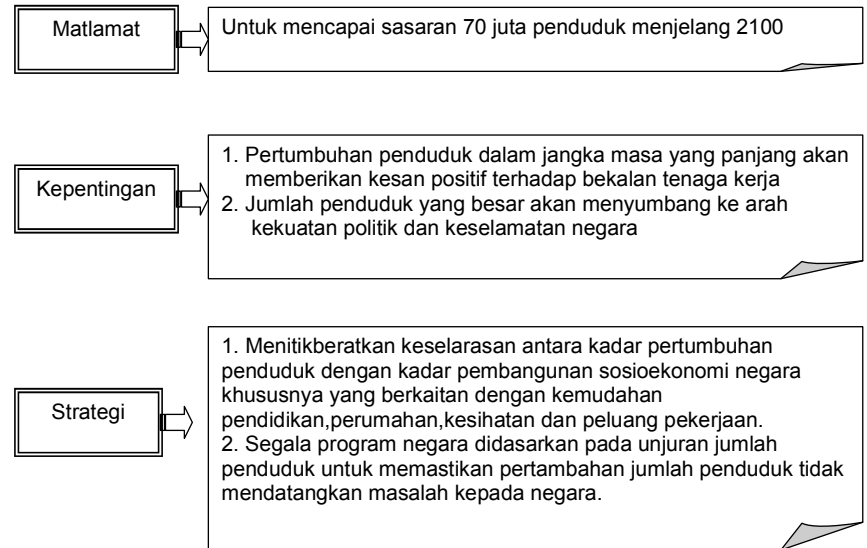 Matlamat
Untuk mencapai sasaran 70 juta penduduk menjelang 2100
Kepentingan
1. Pertumbuhan penduduk dalam jangka masa yang panjang akan
memberikan kesan positif terhadap bekalan tenaga kerja
2. Jumlah penduduk yang besar akan menyumbang ke arah
kekuatan politik dan keselamatan negara
Strategi
1. Menitikberatkan keselarasan antara kadar pertumbuhan
penduduk dengan kadar pembangunan sosioekonomi negara
khususnya yang berkaitan dengan kemudahan
pendidikan,perumahan,kesihatan dan peluang pekerjaan.
2. Segala program negara didasarkan pada unjuran jumlah
penduduk untuk memastikan pertambahan jumlah penduduk tidak
mendatangkan masalah kepada negara.